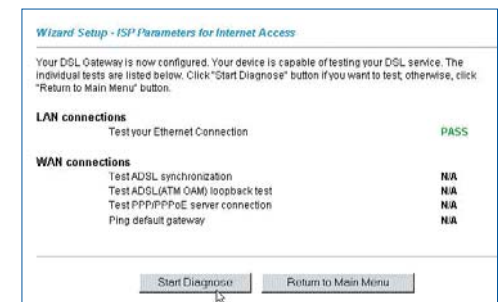 Wizard Setup - ISP Parameters for Internet Access
Your DSL Gateway is now configured. Your device is capable of testing your DSL service. The
individual tests are listed below. Click "Start Diagnose" button if you want to test; otherwise, click
"Return to Main Menu" button.
LAN connections
Test your Ethernet Connection PASS
WAN connections
Test ADSL synchronization N/A
Test ADSL(ATM OAM) loopback test N/A
Test PPP/PPPoE server connection N/A
Ping default gateway N/A
Start Diagnose Return to Main Menu